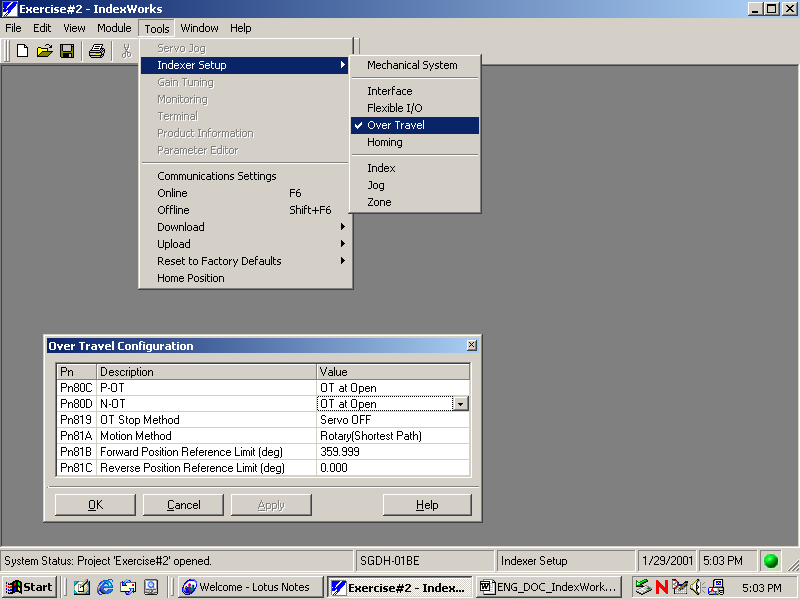 Exercise#2 - IndexWorks
File Edit View Module Tools Window Help
Servo Jog
Indexer Setup
Gain Tuning
Monitoring
Terminal
Product Information
Parameter Editor
Communications Settings
Online F6
Offline Shift+F6
Download
Upload
Reset to Factory Defaults
Home Position
Mechanical System
Interface
Flexible I/O
Over Travel
Homing
Index
Jog
Zone
Over Travel Configuration
Pn Description Value
Pn80C P-OT OT at Open
Pn80D N-OT OT at Open
Pn819 OT Stop Method Servo OFF
Pn81A Motion Method Rotary(Shortest Path)
Pn81B Forward Position Reference Limit (deg) 359.999
Pn81C Reverse Position Reference Limit (deg) 0.000
OK Cancel Apply Help
System Status: Project 'Exercise#2' opened. SGDH-01BE Indexer Setup 1/29/2001 5:03 PM
Start Welcome - Lotus Notes Exercise#2 - Index... ENG_DOC_IndexWork... 5:03 PM